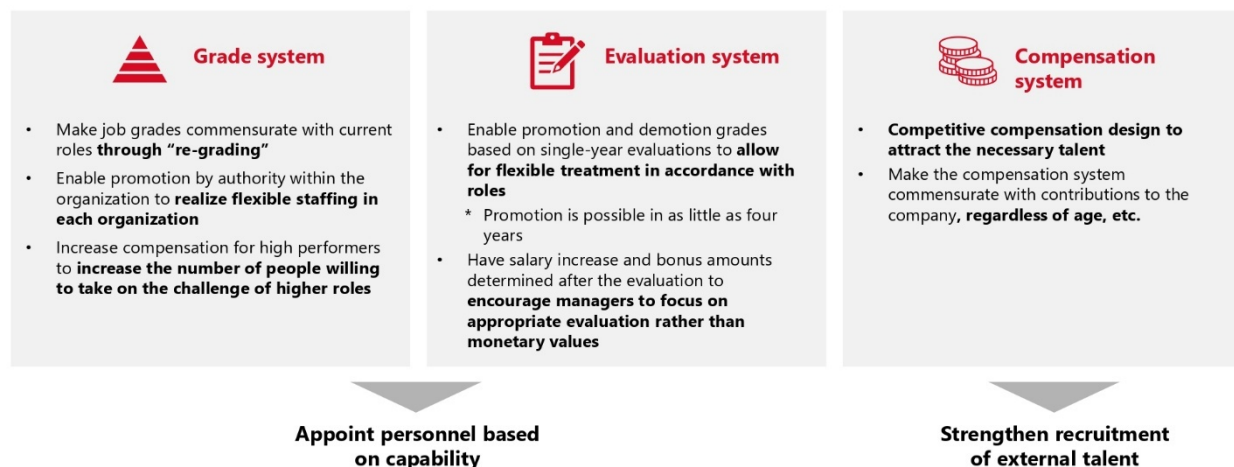 Grade system
• Make job grades commensurate with current
roles through “re-grading”
• Enable promotion by authority within the
organization to realize flexible staffing in
each organization
• Increase compensation for high performers
to increase the number of people willing
to take on the challenge of higher roles
Evaluation system
• Enable promotion and demotion grades
based on single-year evaluations to allow
for flexible treatment in accordance with
roles
* Promotion is possible in as little as four
years
• Have salary increase and bonus amounts
determined after the evaluation to
encourage managers to focus on
appropriate evaluation rather than
monetary values
Compensation
system
• Competitive compensation design to
attract the necessary talent
• Make the compensation system
commensurate with contributions to the
company, regardless of age, etc.
Appoint personnel based
on capability
Strengthen recruitment
of external talent